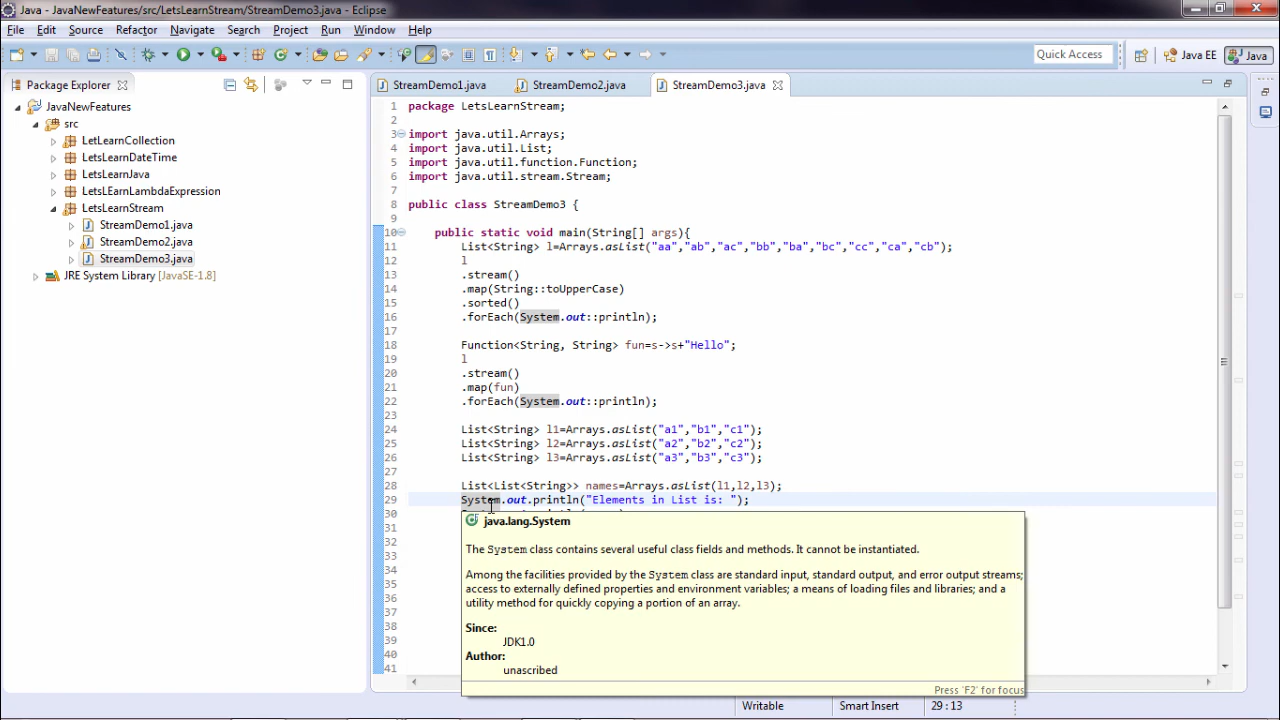 Java - JavaNewFeatures/src/LetsLearnStream/StreamDemo3.java - Eclipse
File Edit Source Refactor Navigate Search Project Run Window Help
Quick Access
Java EE
Java
Package Explorer
JavaNewFeatures
src
LetLearnCollection
LetsLearnDateTime
LetsLearnJava
LetsLEarnLambdaExpression
LetsLearnStream
StreamDemo1.java
StreamDemo2.java
StreamDemo3.java
JRE System Library [JavaSE-1.8]
StreamDemo1.java StreamDemo2.java StreamDemo3.java
1 package LetsLearnStream;
2
3 import java.util.Arrays;
4 import java.util.List;
5 import java.util.function.Function;
6 import java.util.stream.Stream;
7
8 public class StreamDemo3 {
9
10 public static void main(String[] args){
11 List<String> l=Arrays.asList("aa","ab","ac","bb","ba","bc","cc","ca","cb");
12 l
13 .stream()
14 .map(String::toUpperCase)
15 .sorted()
16 .forEach(System.out::println);
17
18 Function<String, String> fun=s->s+"Hello";
19 l
20 .stream()
21 .map(fun)
22 .forEach(System.out::println);
23
24 List<String> l1=Arrays.asList("a1","b1","c1");
25 List<String> l2=Arrays.asList("a2","b2","c2");
26 List<String> l3=Arrays.asList("a3","b3","c3");
27
28 List<List<String>> names=Arrays.asList(l1,l2,l3);
29 System.out.println("Elements in List is: ");
30
31
32
33
34
35
36
37
38
39
40
41
java.lang.System
The System class contains several useful class fields and methods. It cannot be instantiated.
Among the facilities provided by the System class are standard input, standard output, and error output streams;
access to externally defined properties and environment variables; a means of loading files and libraries; and a
utility method for quickly copying a portion of an array.
Since:
JDK1.0
Author:
unascribed
Press 'F2' for focus
Writable Smart Insert 29 : 13